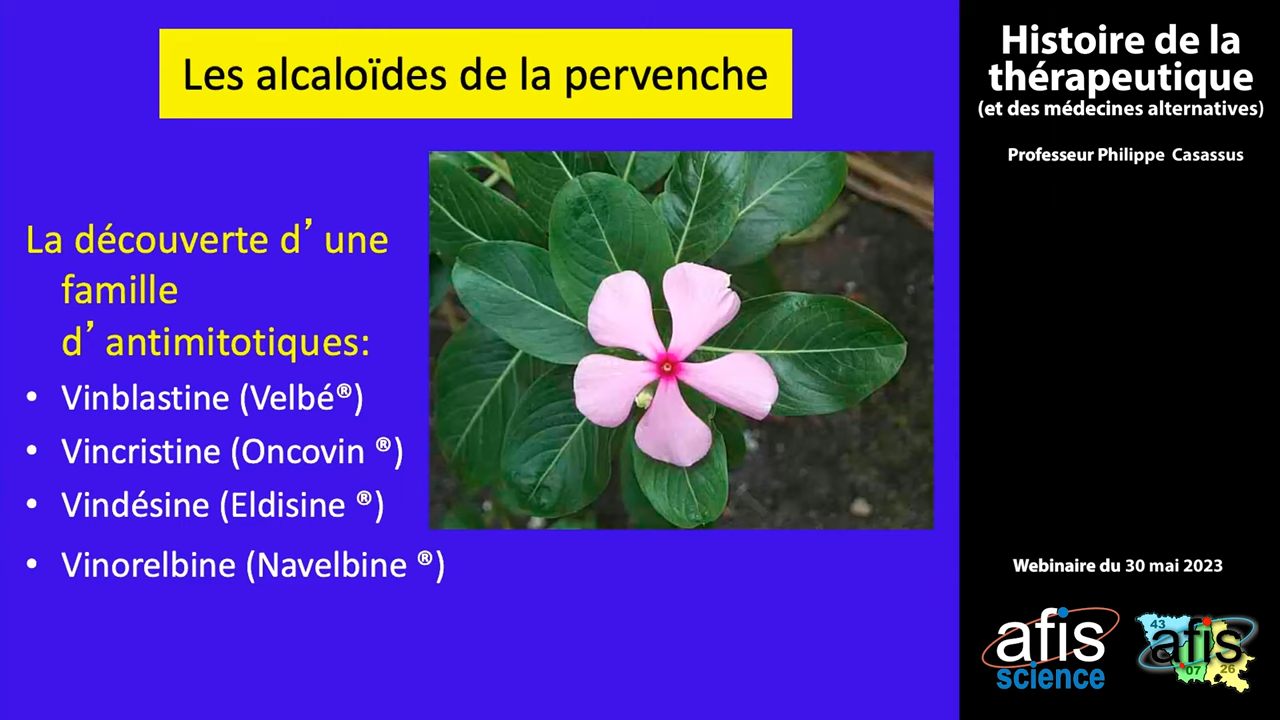 Les alcaloïdes de la pervenche
La découverte d’ une
famille
d’ antimitotiques:
• Vinblastine (Velbé®)
• Vincristine (Oncovin ®)
• Vindésine (Eldisine ®)
• Vinorelbine (Navelbine ®)
Histoire de la
thérapeutique
(et des médecines alternatives)
Professeur Philippe Casassus
Webinaire du 30 mai 2023
afis
science
43
afis
07
26